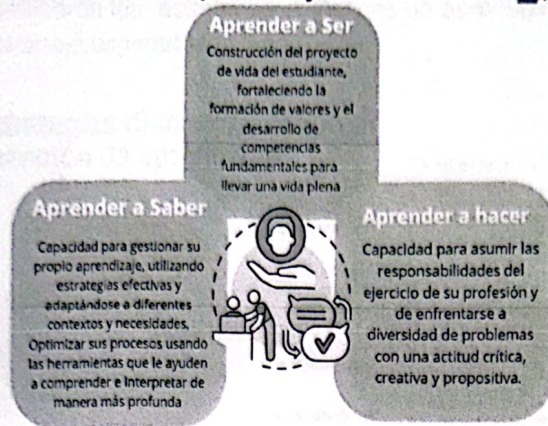 Aprender a Ser
Construcción del proyecto
de vida del estudiante,
fortaleciendo la
formación de valores y el
desarrollo de
competencias
fundamentales para
llevar una vida plena
Aprender a Saber
Capacidad para gestionar su
propio aprendizaje, utilizando
estrategias efectivas y
adaptándose a diferentes
contextos y necesidades,
Optimizar sus procesos usando
las herramientas que le ayuden
a comprender e interpretar de
manera más profunda
Aprender a hacer
Capacidad para asumir las
responsabilidades del
ejercicio de su profesión y
de enfrentarse a
diversidad de problemas
con una actitud crítica,
creativa y propositiva.